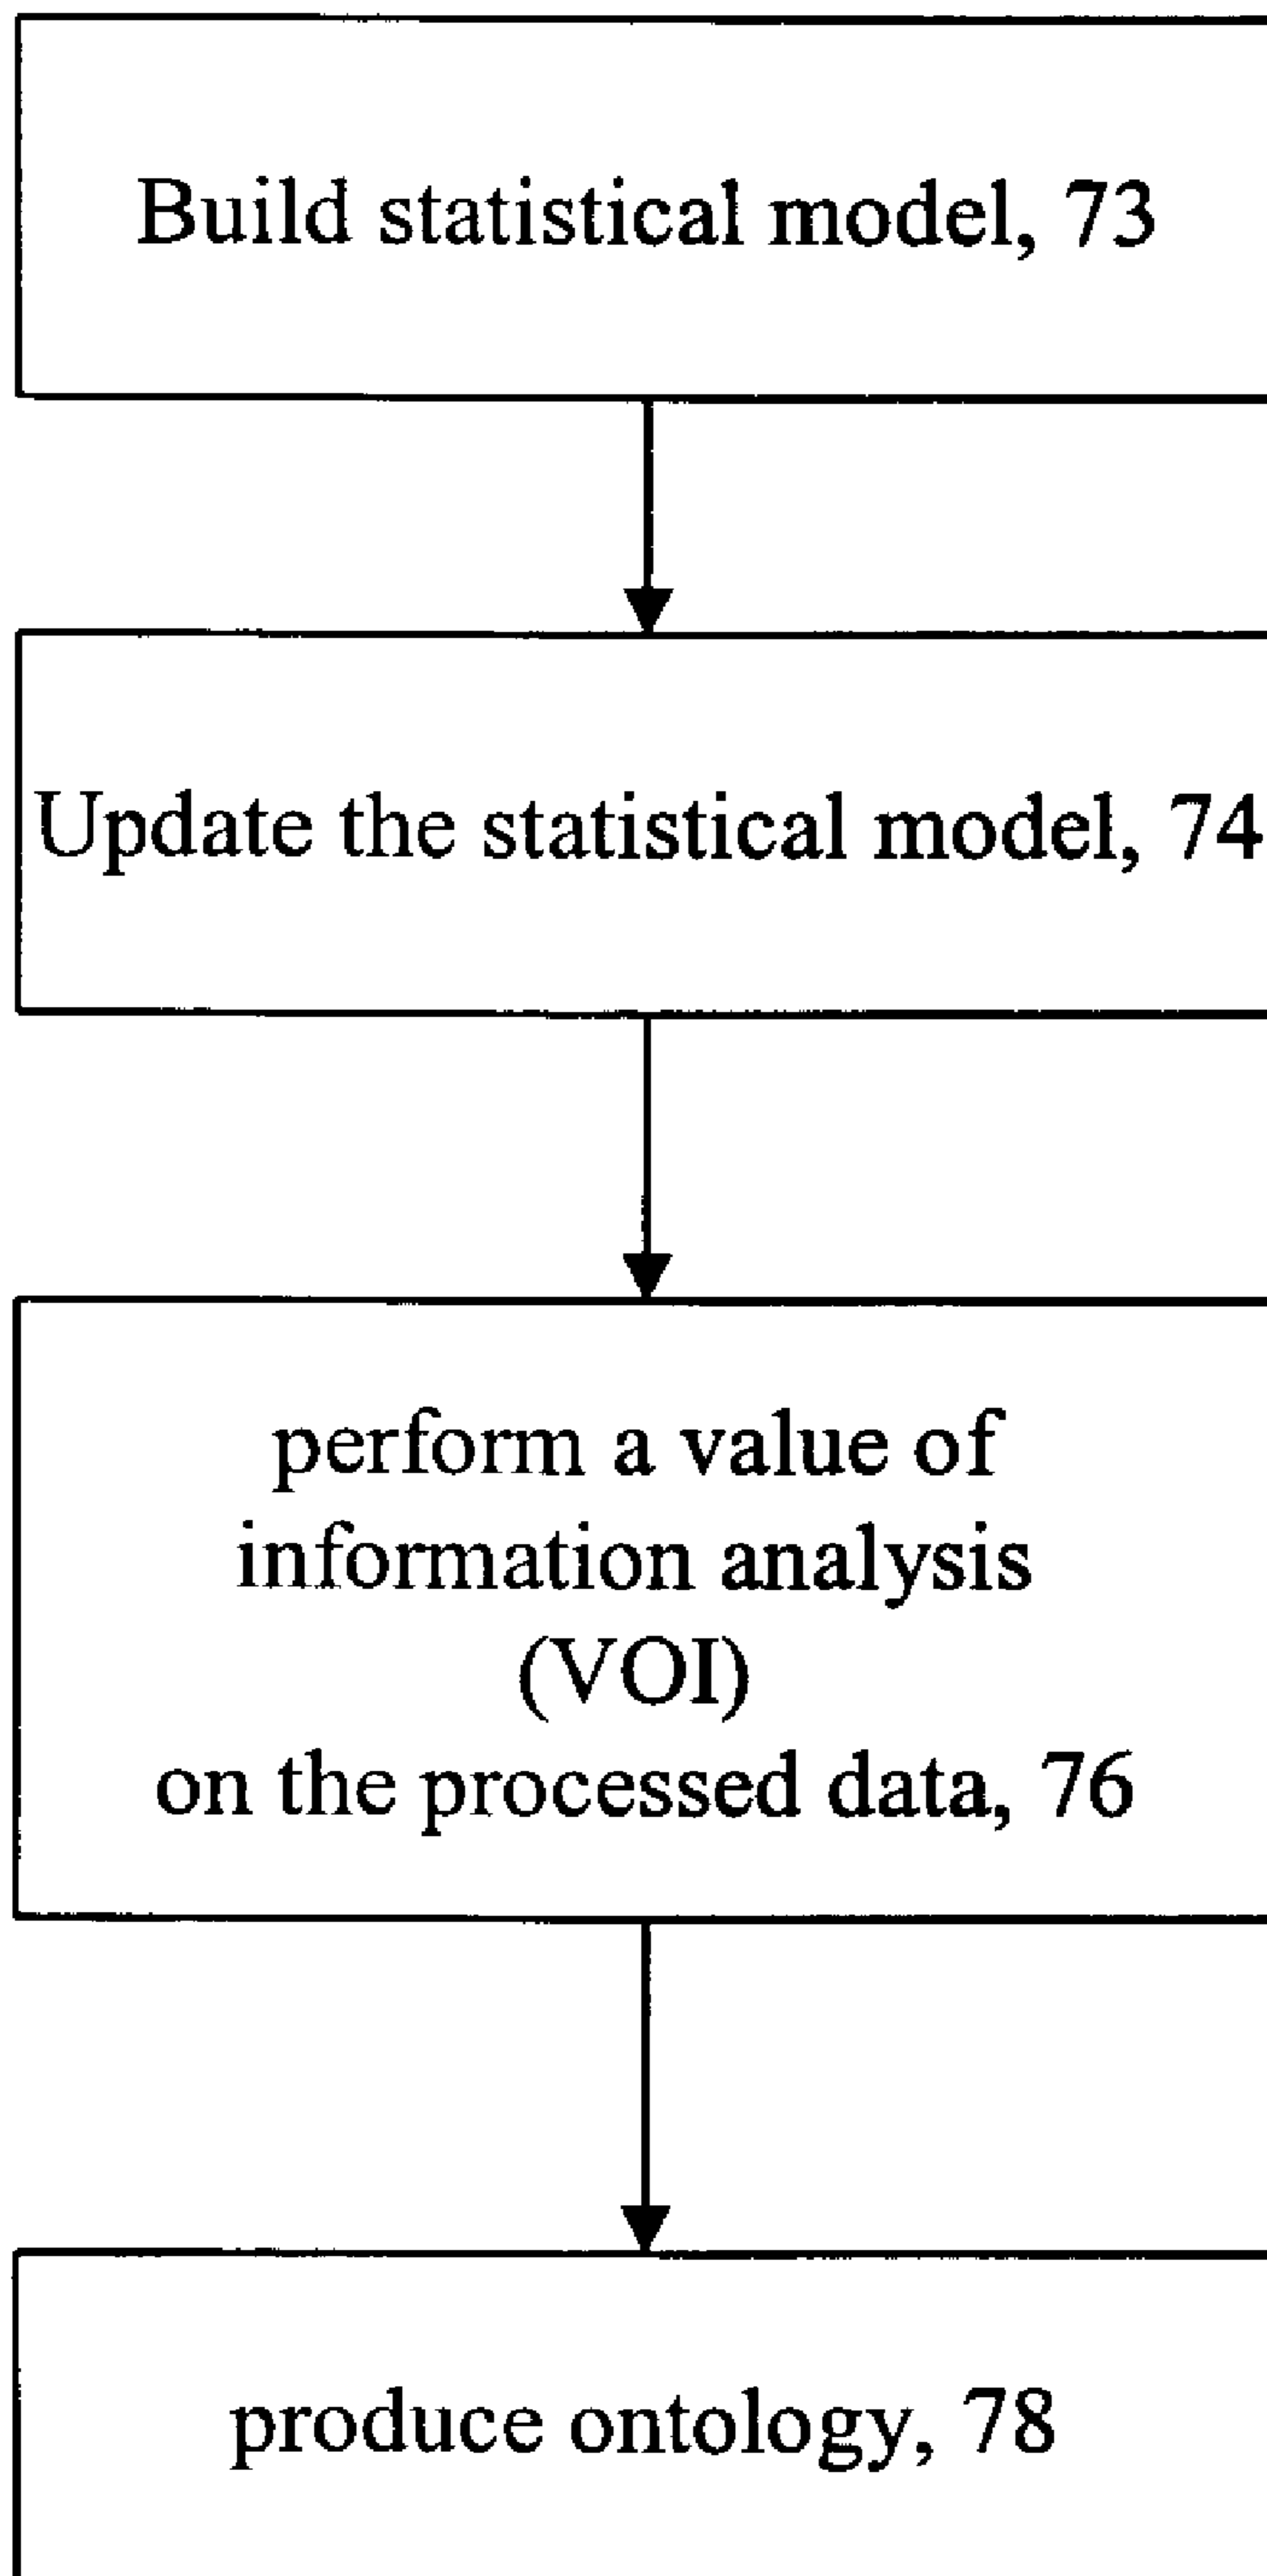 Build statistical model, 73
Update the statistical model, 74
perform a value of
information analysis
(VOI)
on the processed data, 76
produce ontology, 78